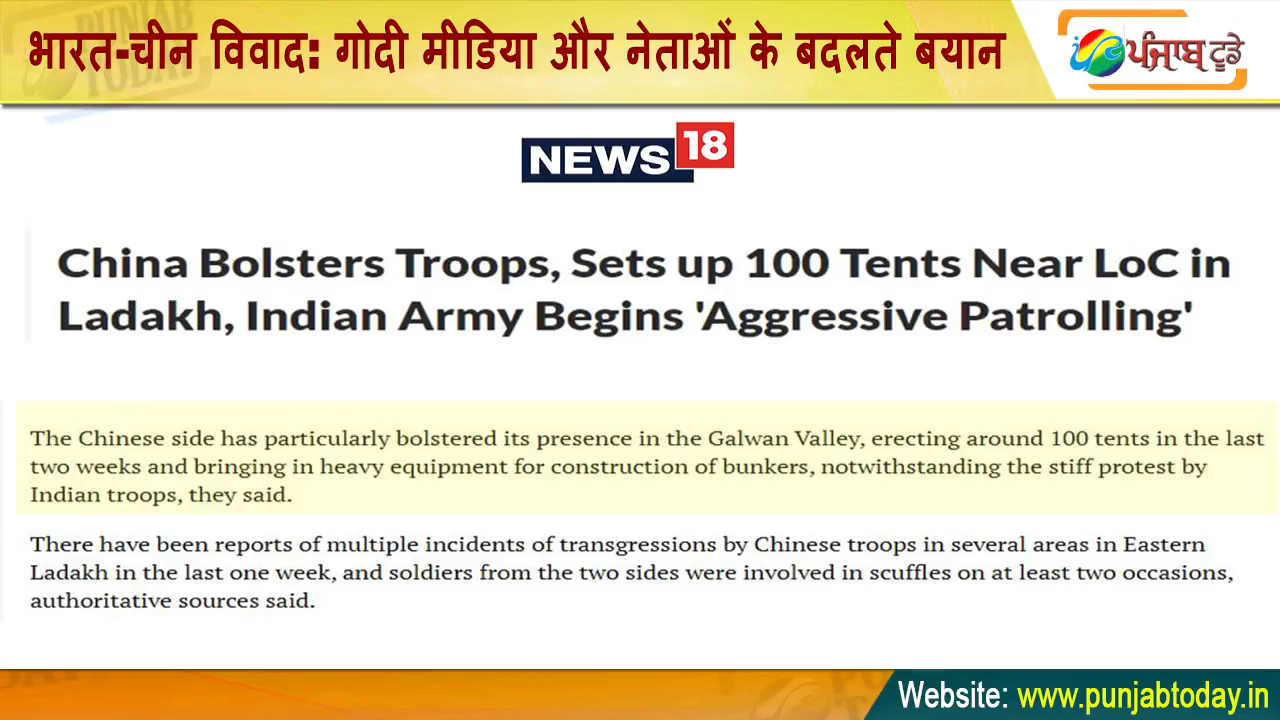 भारत-चीन विवाद: गोदी मीडिया और नेताओं के बदलते बयान
ਪੰਜਾਬ ਟੂਡੇ
NEWS 18
China Bolsters Troops, Sets up 100 Tents Near LoC in
Ladakh, Indian Army Begins 'Aggressive Patrolling'
The Chinese side has particularly bolstered its presence in the Galwan Valley, erecting around 100 tents in the last
two weeks and bringing in heavy equipment for construction of bunkers, notwithstanding the stiff protest by
Indian troops, they said.
There have been reports of multiple incidents of transgressions by Chinese troops in several areas in Eastern
Ladakh in the last one week, and soldiers from the two sides were involved in scuffles on at least two occasions,
authoritative sources said.
Website: www.punjabtoday.in